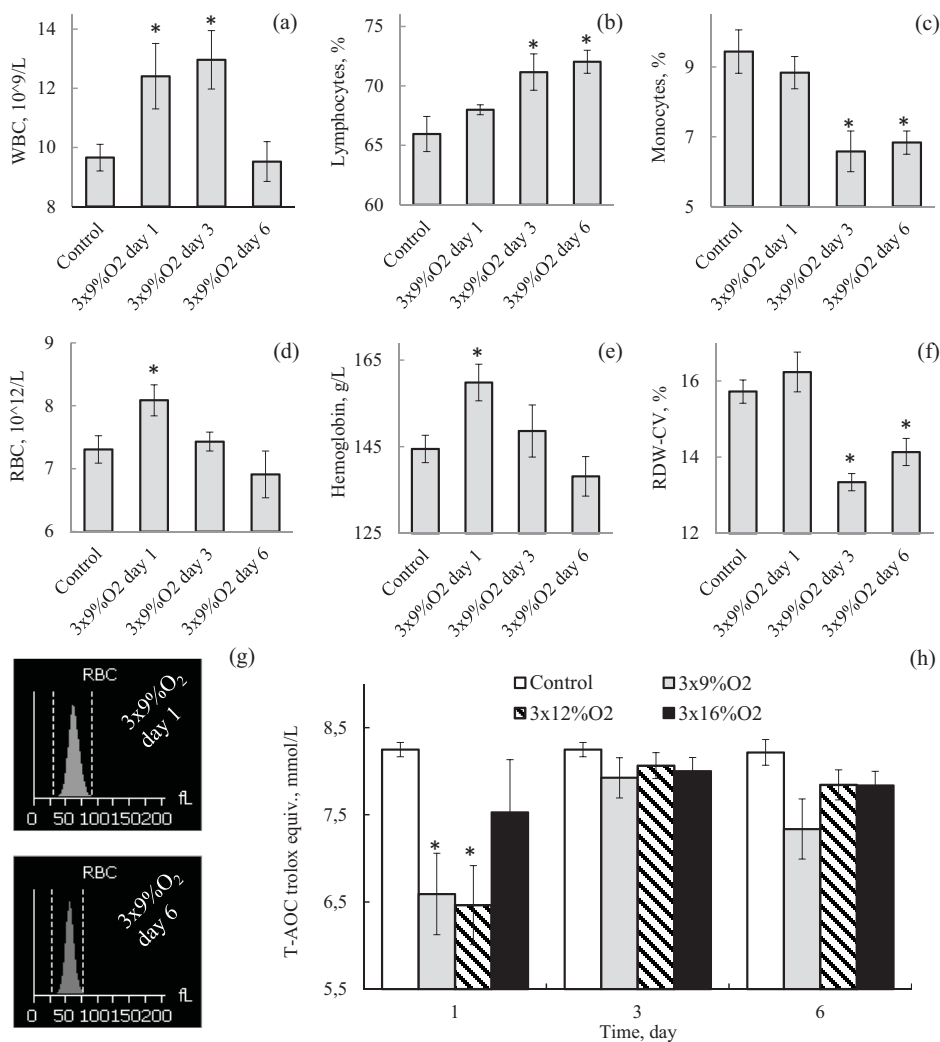 (a)
WBC, 10^9/L
14
12
10
8
*
*
Control
3x9%O2 day 1
3x9%O2 day 3
3x9%O2 day 6
(b)
Lymphocytes, %
75
70
65
60
*
*
Control
3x9%O2 day 1
3x9%O2 day 3
3x9%O2 day 6
(c)
Monocytes, %
9
7
5
*
*
Control
3x9%O2 day 1
3x9%O2 day 3
3x9%O2 day 6
(d)
RBC, 10^12/L
9
8
7
6
*
Control
3x9%O2 day 1
3x9%O2 day 3
3x9%O2 day 6
(e)
Hemoglobin, g/L
165
145
125
*
Control
3x9%O2 day 1
3x9%O2 day 3
3x9%O2 day 6
(f)
RDW-CV, %
16
14
12
*
*
Control
3x9%O2 day 1
3x9%O2 day 3
3x9%O2 day 6
(g)
RBC
3x9%O₂
day 1
fL
0 50 100150200
RBC
3x9%O₂
day 6
fL
0 50 100150200
(h)
Control
3x9%O2
3x12%O2
3x16%O2
T-AOC trolox equiv., mmol/L
8,5
7,5
6,5
5,5
*
*
1
3
6
Time, day